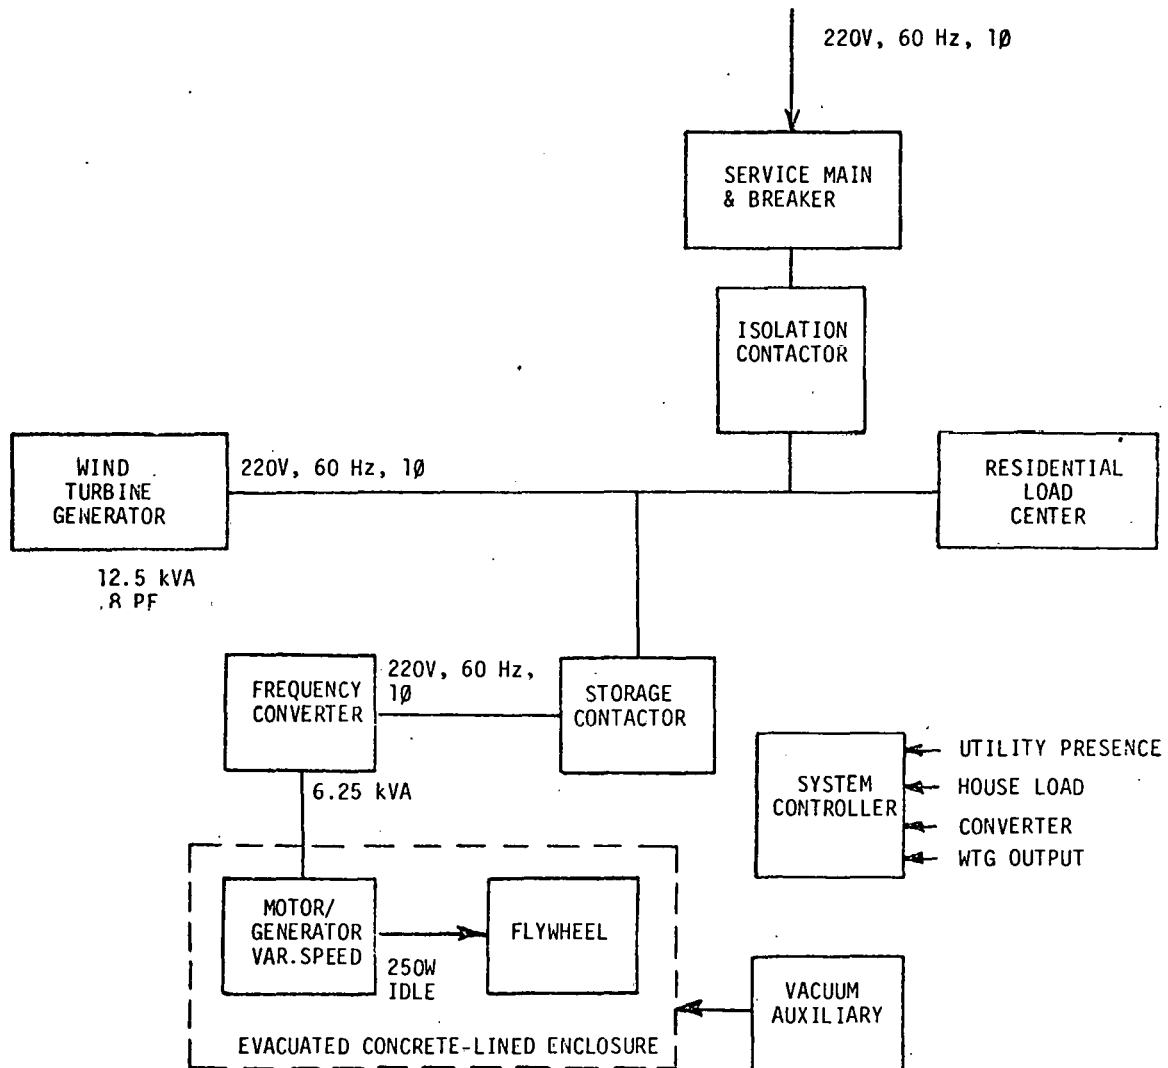 220V, 60 Hz, 1Ø
SERVICE MAIN
& BREAKER
ISOLATION
CONTACTOR
WIND
TURBINE
GENERATOR
220V, 60 Hz, 1Ø
RESIDENTIAL
LOAD
CENTER
12.5 kVA
.8 PF
FREQUENCY
CONVERTER
220V, 60 Hz,
1Ø
STORAGE
CONTACTOR
6.25 kVA
SYSTEM
CONTROLLER
UTILITY PRESENCE
HOUSE LOAD
CONVERTER
WTG OUTPUT
MOTOR/
GENERATOR
VAR.SPEED
250W
IDLE
FLYWHEEL
VACUUM
AUXILIARY
EVACUATED CONCRETE-LINED ENCLOSURE